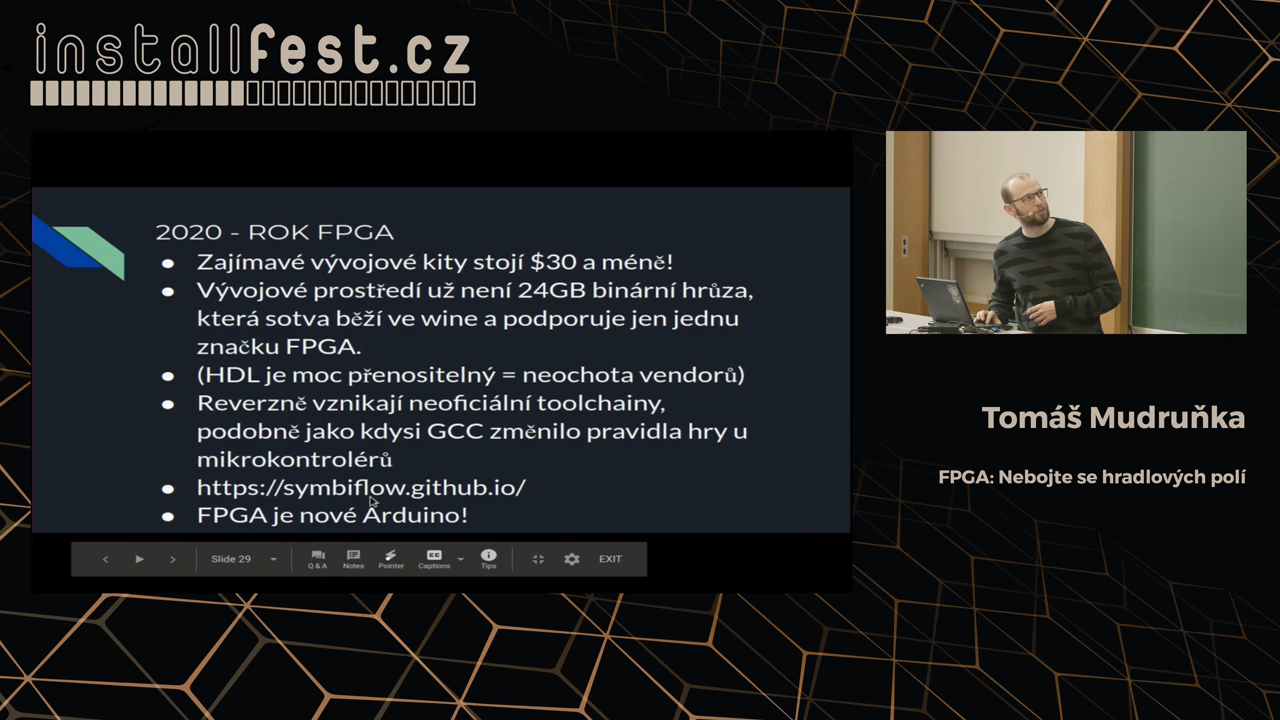 installfest.cz
2020 - ROK FPGA
● Zajímavé vývojové kity stojí $30 a méně!
● Vývojové prostředí už není 24GB binární hrůza,
která sotva běží ve wine a podporuje jen jednu
značku FPGA.
● (HDL je moc přenositelný = neochota vendorů)
● Reverzně vznikají neoficiální toolchainy,
podobně jako kdysi GCC změnilo pravidla hry u
mikrokontrolérů
● https://symbiflow.github.io/
● FPGA je nové Arduino!
Slide 29 Q & A Notes Pointer CC Captions Tips EXIT
Tomáš Mudruňka
FPGA: Nebojte se hradlových polí